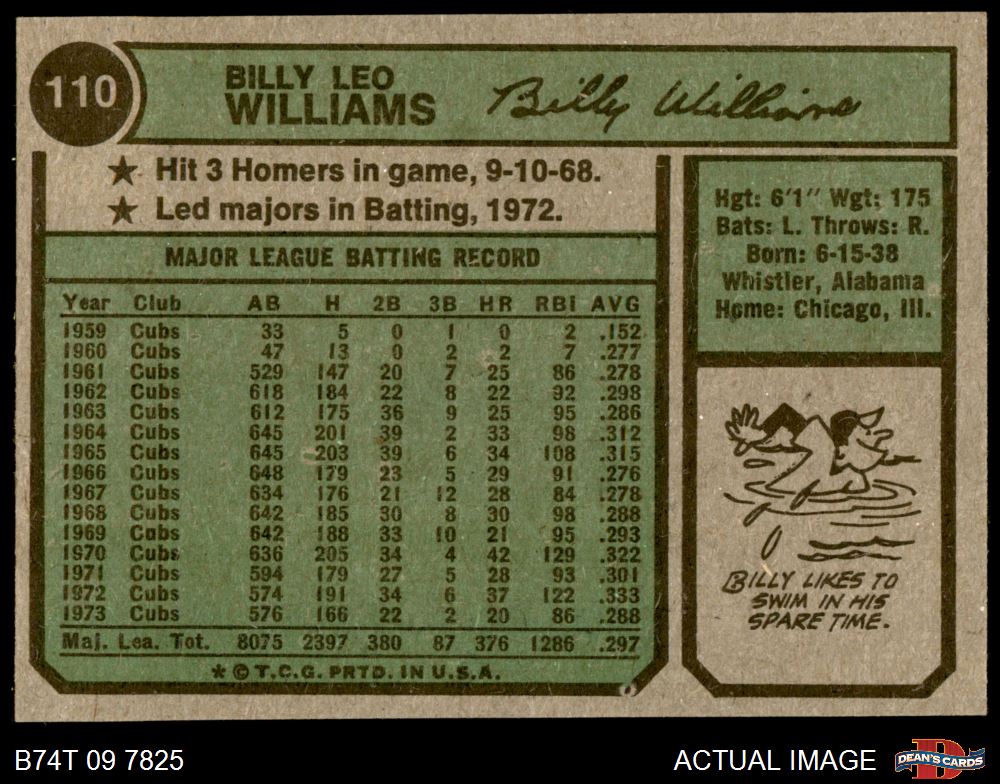 110
BILLY LEO
WILLIAMS
Billy Williams
★ Hit 3 Homers in game, 9-10-68.
★ Led majors in Batting, 1972.
MAJOR LEAGUE BATTING RECORD
Year Club AB H 2B 3B HR RBI AVG
1959 Cubs 33 5 0 1 0 2 .152
1960 Cubs 47 13 0 2 2 7 .277
1961 Cubs 529 147 20 7 25 86 .278
1962 Cubs 618 184 22 8 22 92 .298
1963 Cubs 612 175 36 9 25 95 .286
1964 Cubs 645 201 39 2 33 98 .312
1965 Cubs 645 203 39 6 34 108 .315
1966 Cubs 648 179 23 5 29 91 .276
1967 Cubs 634 176 21 12 28 84 .278
1968 Cubs 642 185 30 8 30 98 .288
1969 Cubs 642 188 33 10 21 95 .293
1970 Cubs 636 205 34 4 42 129 .322
1971 Cubs 594 179 27 5 28 93 .301
1972 Cubs 574 191 34 6 37 122 .333
1973 Cubs 576 166 22 2 20 86 .288
Maj. Lea. Tot. 8075 2397 380 87 376 1286 .297
* © T.C.G. PRTD. IN U.S.A.
Hgt: 6'1" Wgt: 175
Bats: L. Throws: R.
Born: 6-15-38
Whistler, Alabama
Home: Chicago, Ill.
BILLY LIKES TO
SWIM IN HIS
SPARE TIME.
B74T 09 7825
ACTUAL IMAGE
D
DEAN'S CARDS